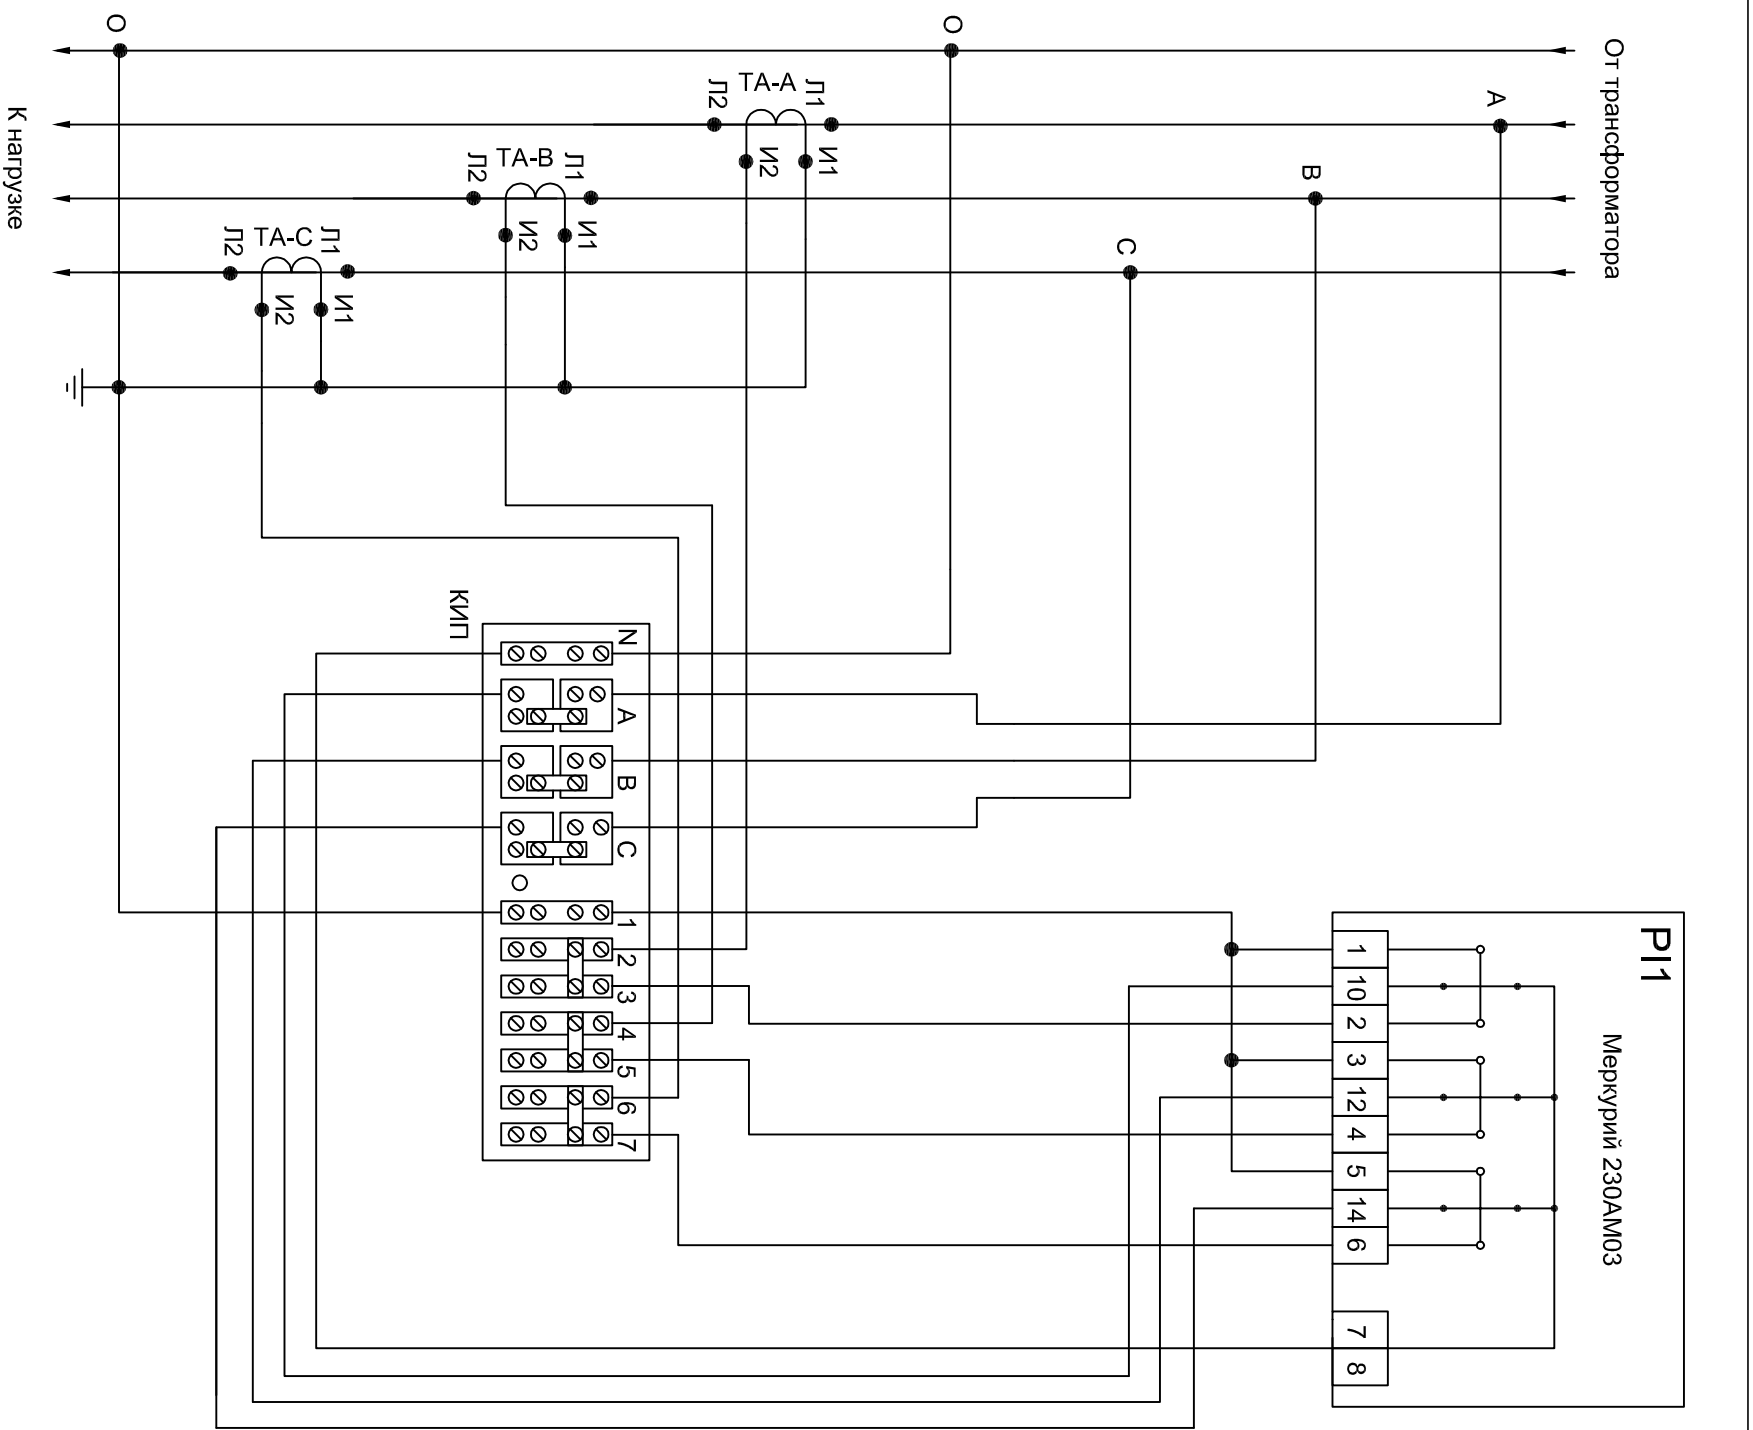 От трансформатора
А
В
С
О
О
ТА-А
Л1
Л2
И1
И2
ТА-В
Л1
Л2
И1
И2
ТА-С
Л1
Л2
И1
И2
К нагрузке
КИП
N
А
В
С
1
2
3
4
5
6
7
PI1
Меркурий 230АМ03
1
10
2
3
12
4
5
14
6
7
8